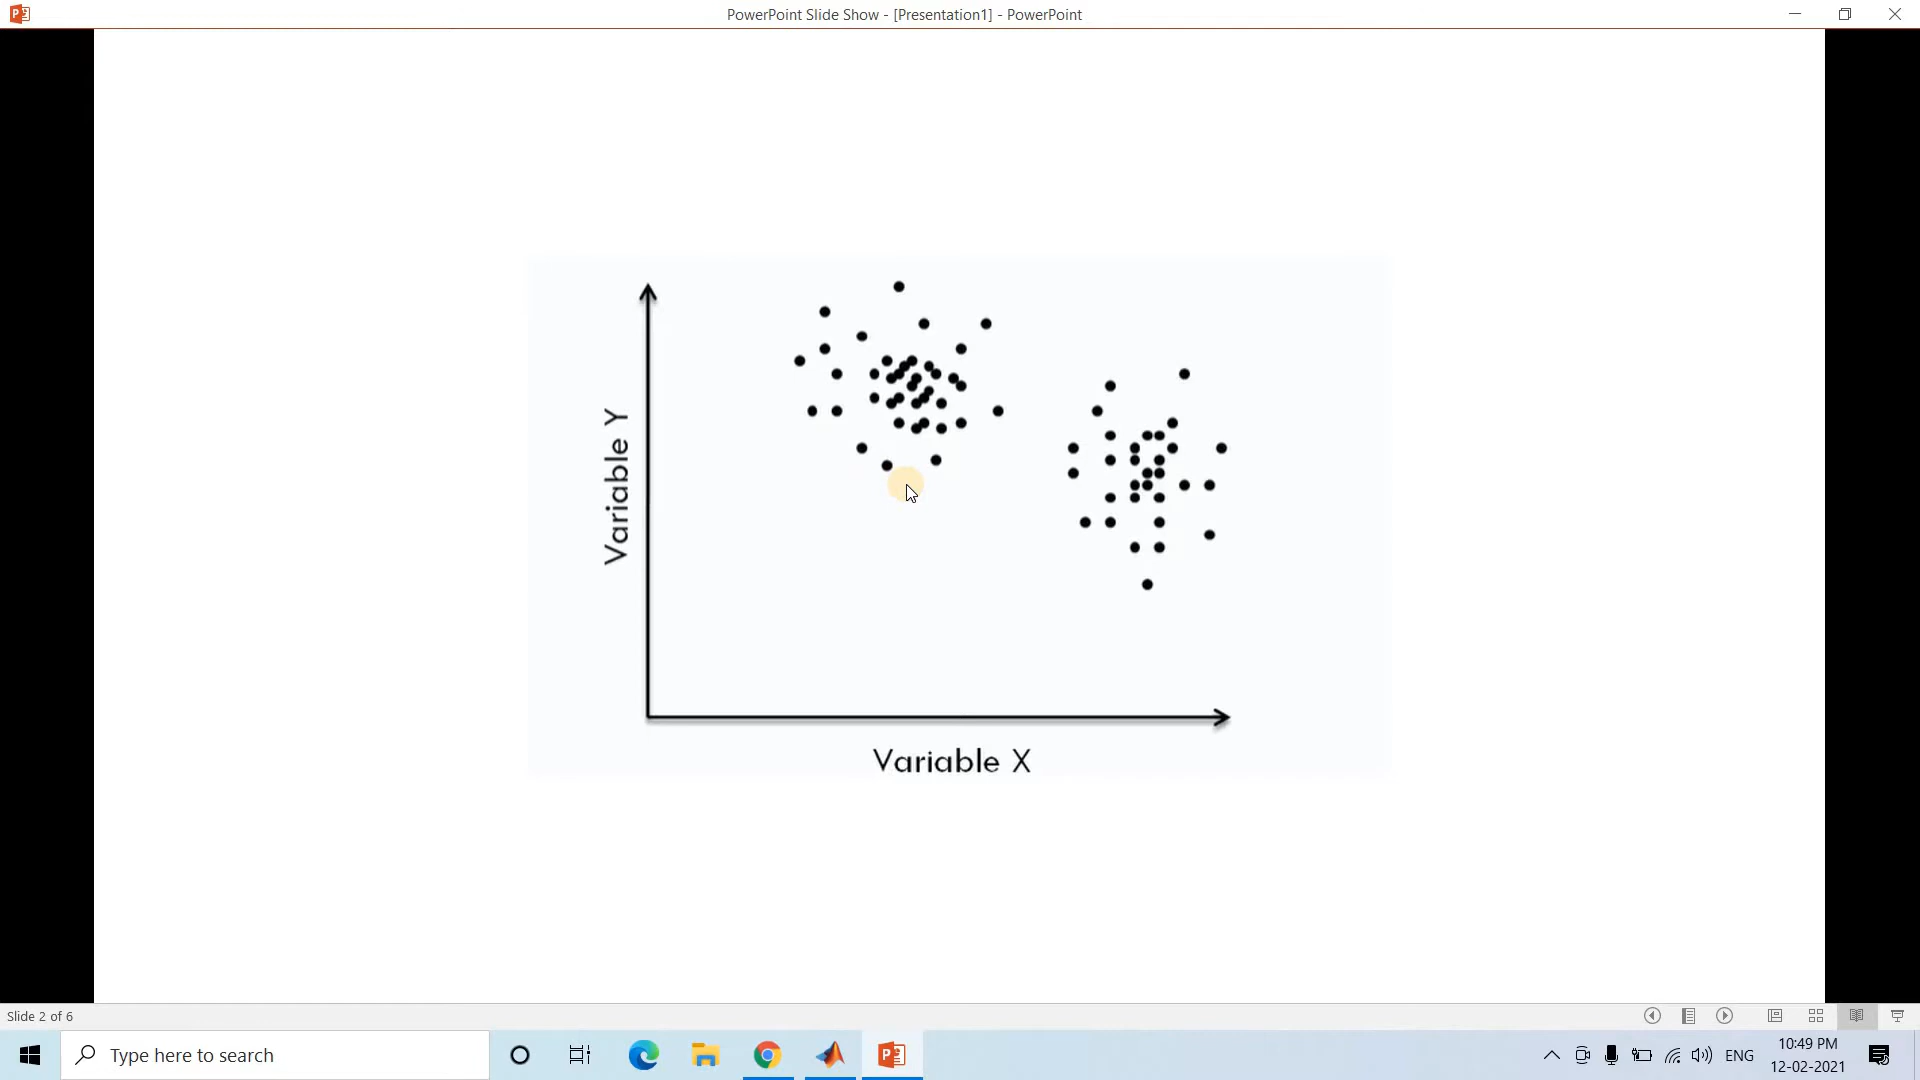 PowerPoint Slide Show - [Presentation1] - PowerPoint
Variable Y
Variable X
Slide 2 of 6
Type here to search
ENG
10:49 PM
12-02-2021